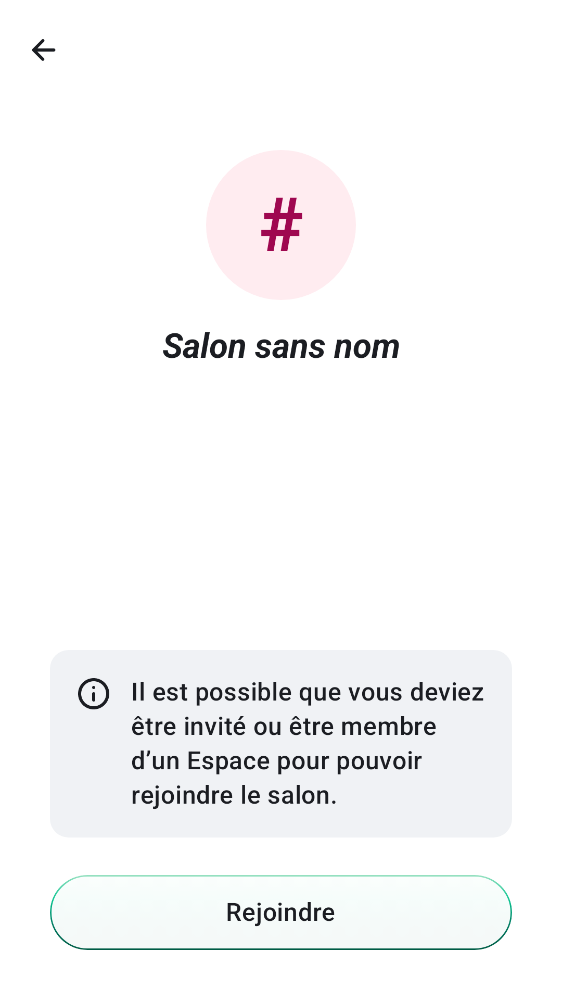 #
Salon sans nom
Il est possible que vous deviez
être invité ou être membre
d’un Espace pour pouvoir
rejoindre le salon.
Rejoindre